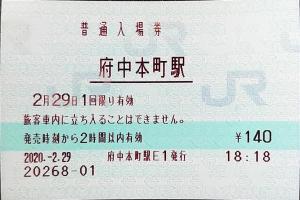 普通入場券
府中本町駅
2月29日1回限り有効
旅客車内に立ち入ることはできません。
発売時刻から2時間以内有効 ￥140
2020.-2.29 府中本町駅E1発行 18:18
20268-01